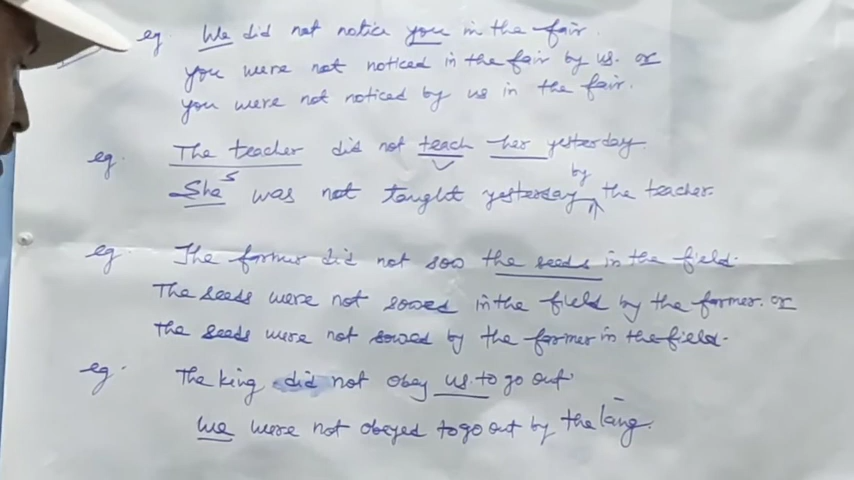 eg. We did not notice you in the fair.
you were not noticed in the fair by us. or
you were not noticed by us in the fair.
eg. The teacher did not teach her yesterday.
She was not taught yesterday by the teacher.
eg. The farmer did not sow the seeds in the field.
The seeds were not sowed in the field by the farmer. or
the seeds were not sowed by the farmer in the field.
eg. The king did not obey us to go out.
we were not obeyed to go out by the king.